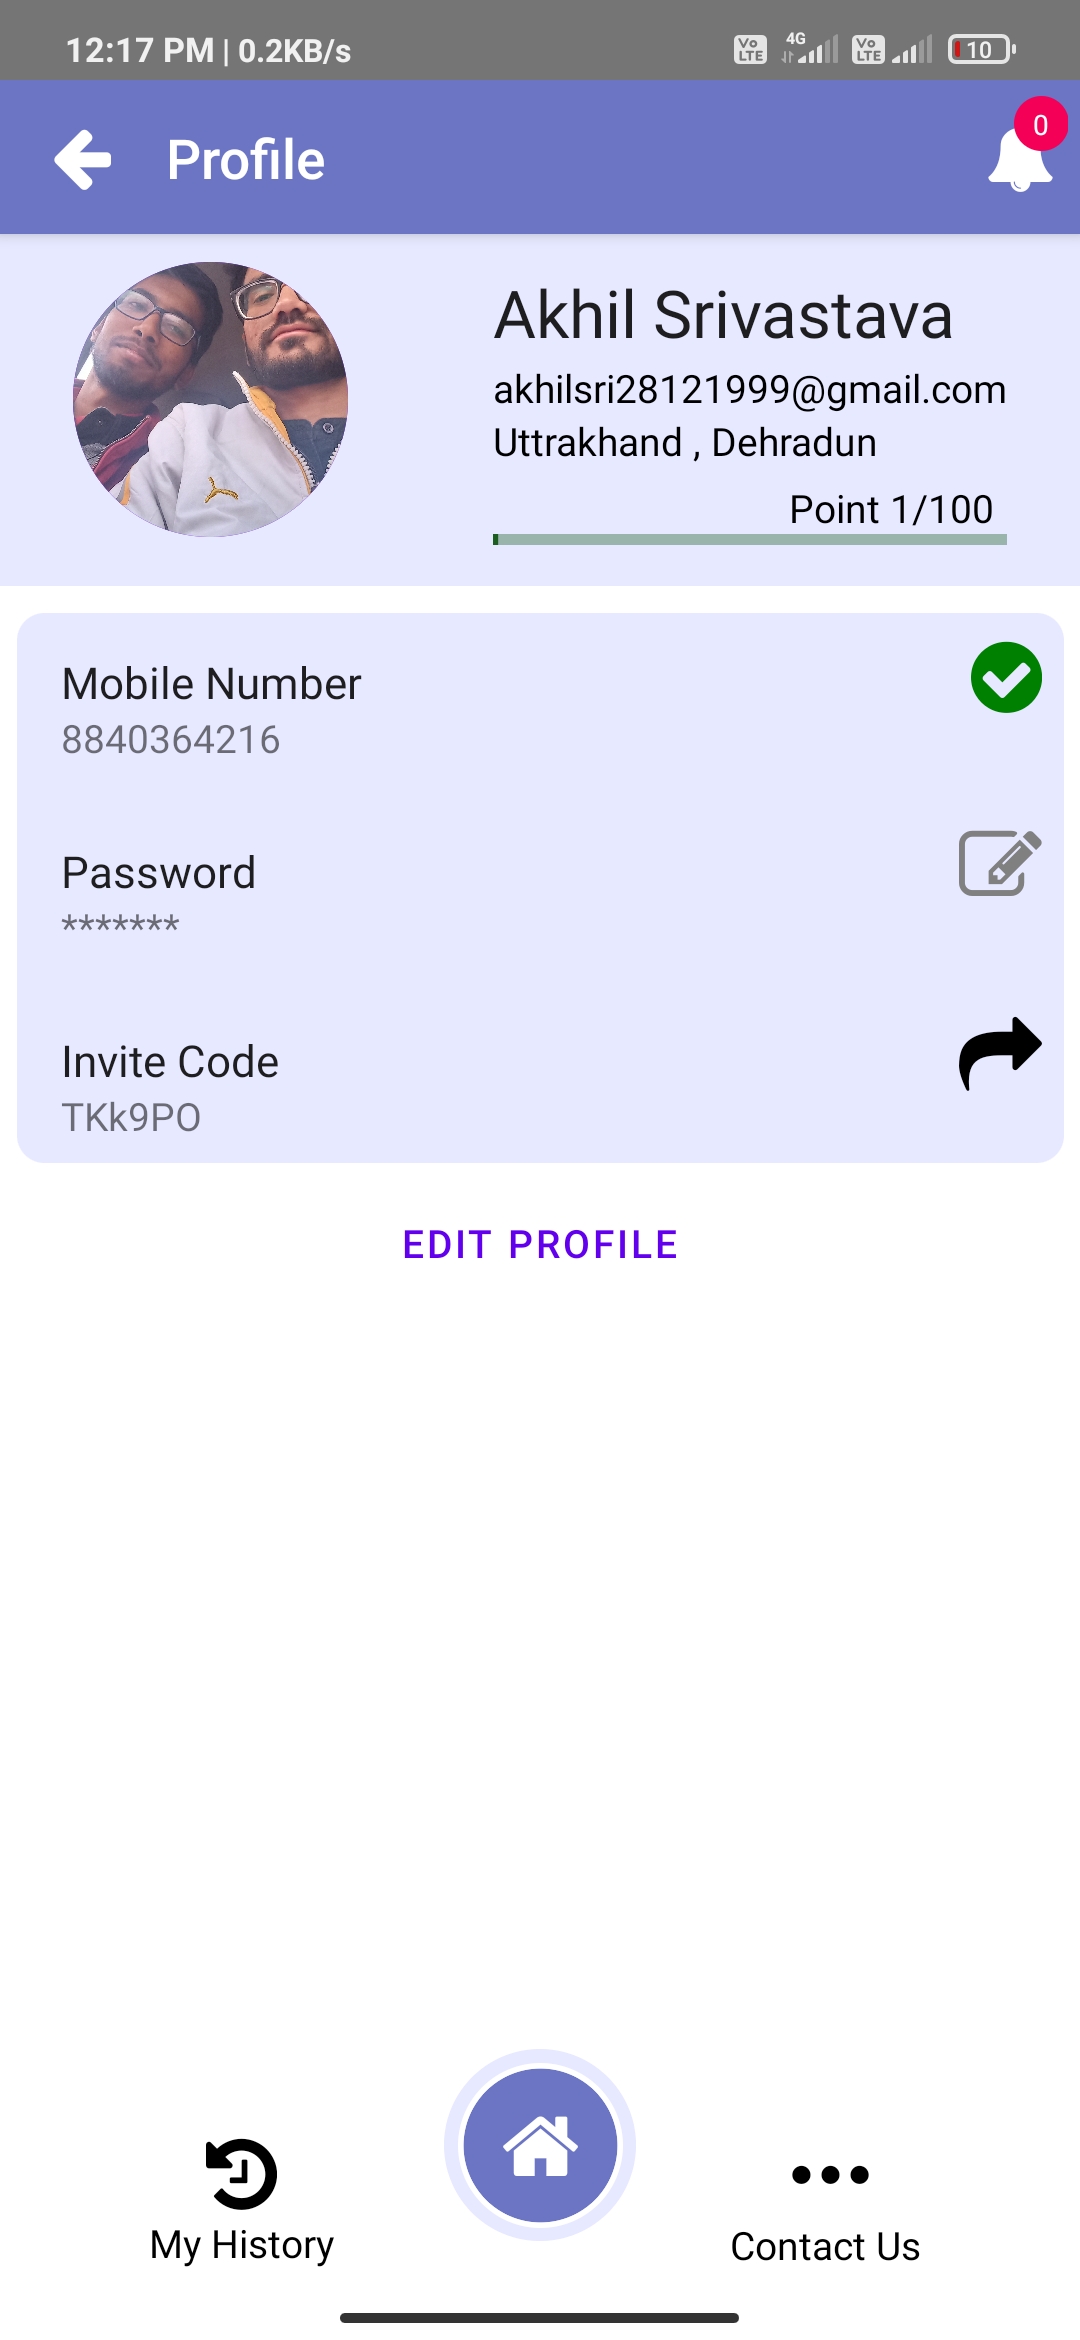 12:17 PM | 0.2KB/s
Vo LTE 4G Vo LTE 10
Profile
0
Akhil Srivastava
akhilsri28121999@gmail.com
Uttrakhand , Dehradun
Point 1/100
Mobile Number
8840364216
Password
*******
Invite Code
TKk9PO
EDIT PROFILE
My History
Contact Us